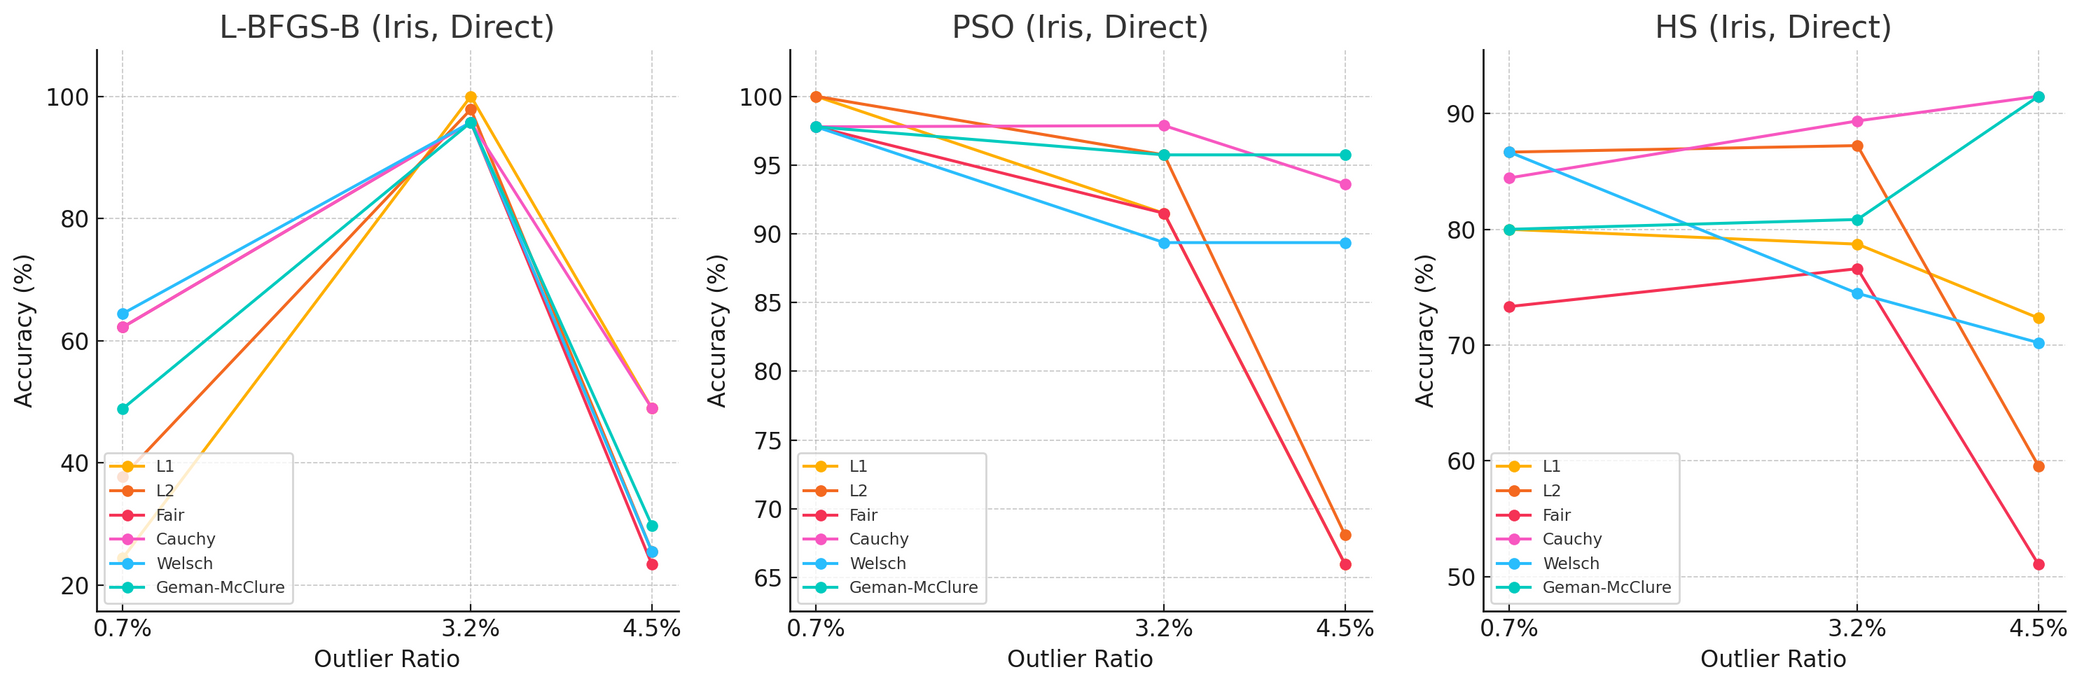 L-BFGS-B (Iris, Direct)
100
80
60
40
20
Accuracy (%)
L1
L2
Fair
Cauchy
Welsch
Geman-McClure
0.7%
3.2%
4.5%
Outlier Ratio
PSO (Iris, Direct)
100
95
90
85
80
75
70
65
Accuracy (%)
L1
L2
Fair
Cauchy
Welsch
Geman-McClure
0.7%
3.2%
4.5%
Outlier Ratio
HS (Iris, Direct)
90
80
70
60
50
Accuracy (%)
L1
L2
Fair
Cauchy
Welsch
Geman-McClure
0.7%
3.2%
4.5%
Outlier Ratio